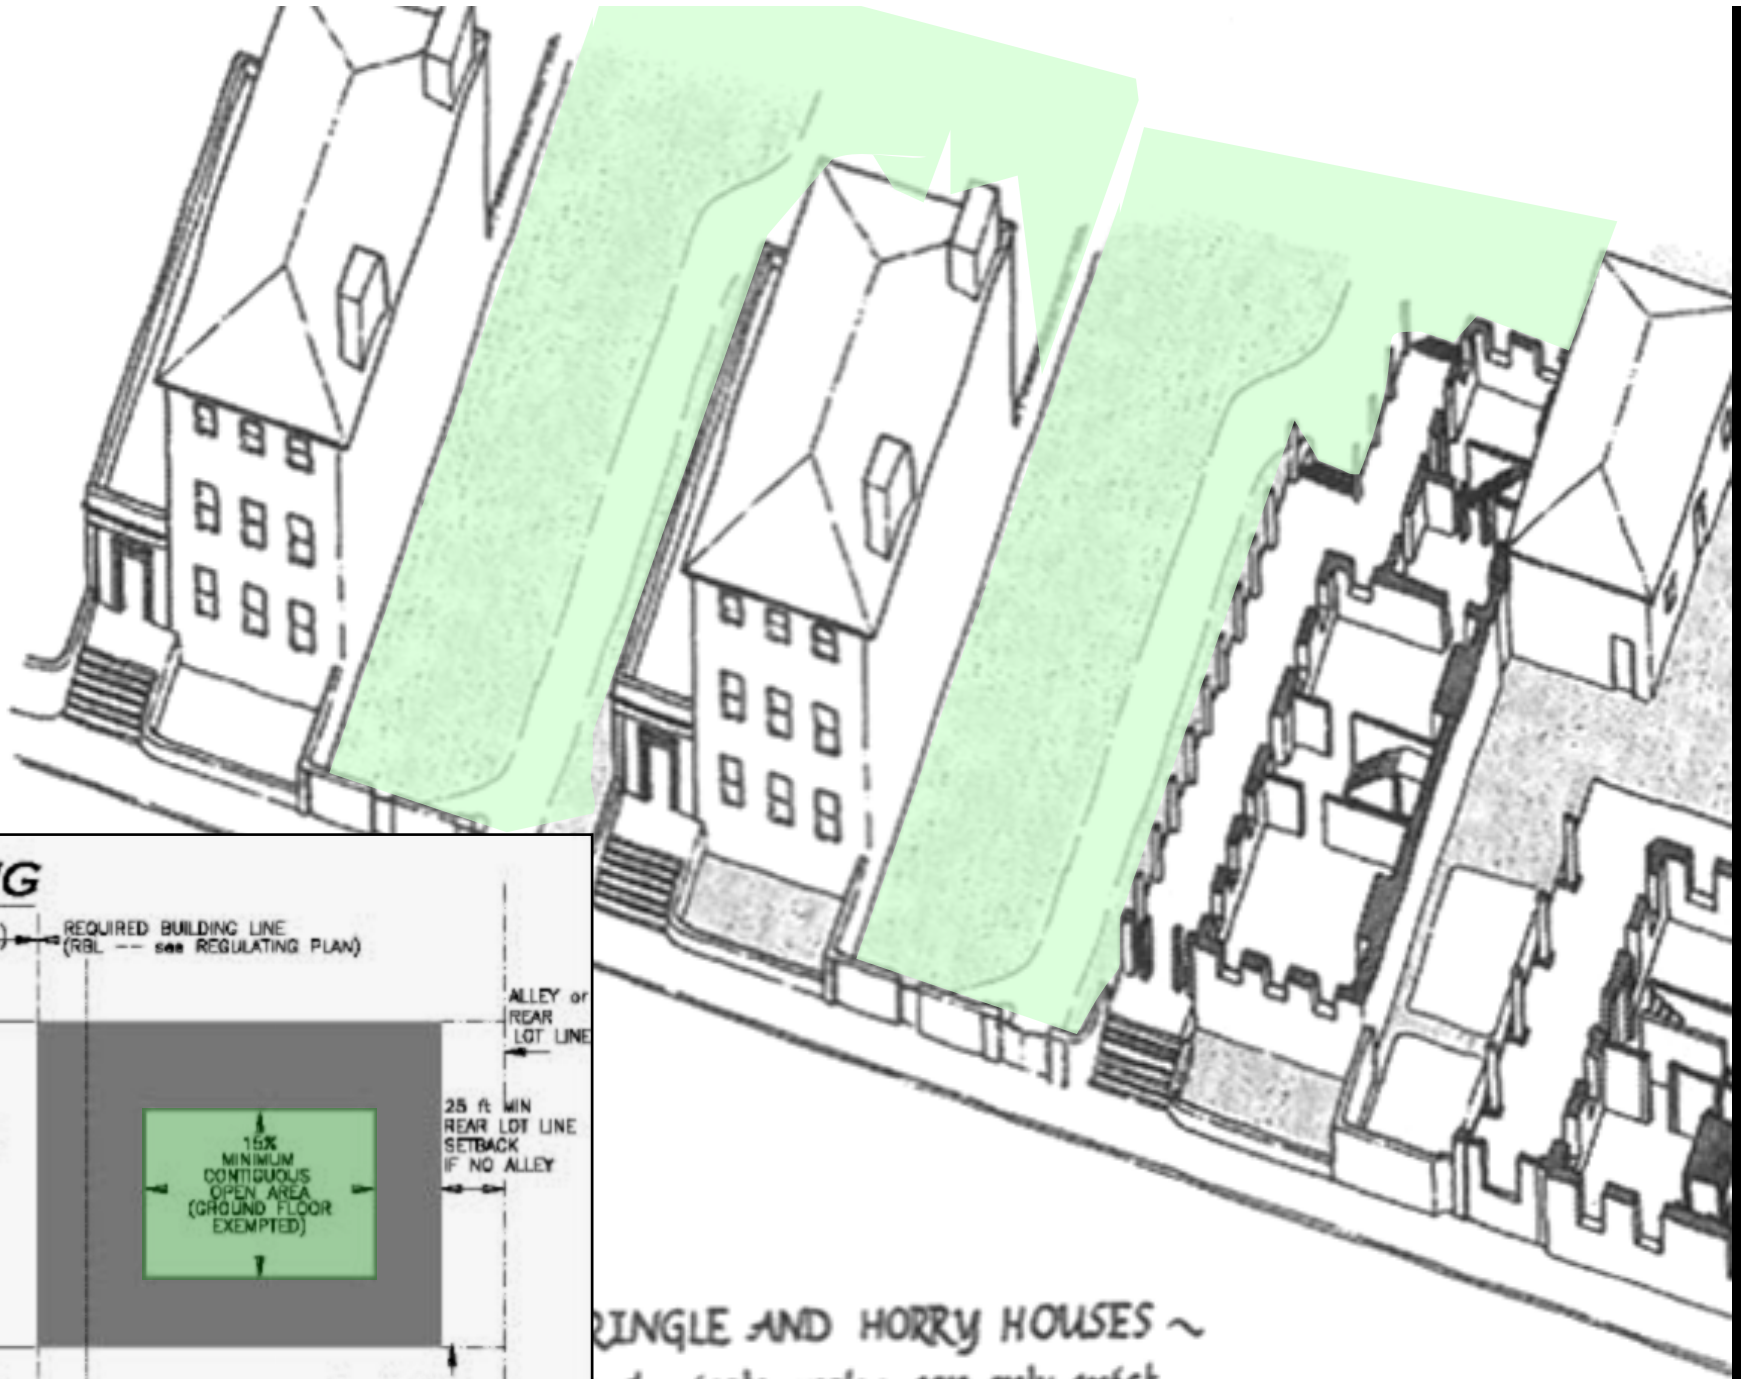 G
REQUIRED BUILDING LINE
(RBL -- see REGULATING PLAN)
ALLEY or
REAR
LOT LINE
25 ft MIN
REAR LOT LINE
SETBACK
IF NO ALLEY
15%
MINIMUM
CONTIGUOUS
OPEN AREA
(GROUND FLOOR
EXEMPTED)
RINGLE AND HORRY HOUSES ~